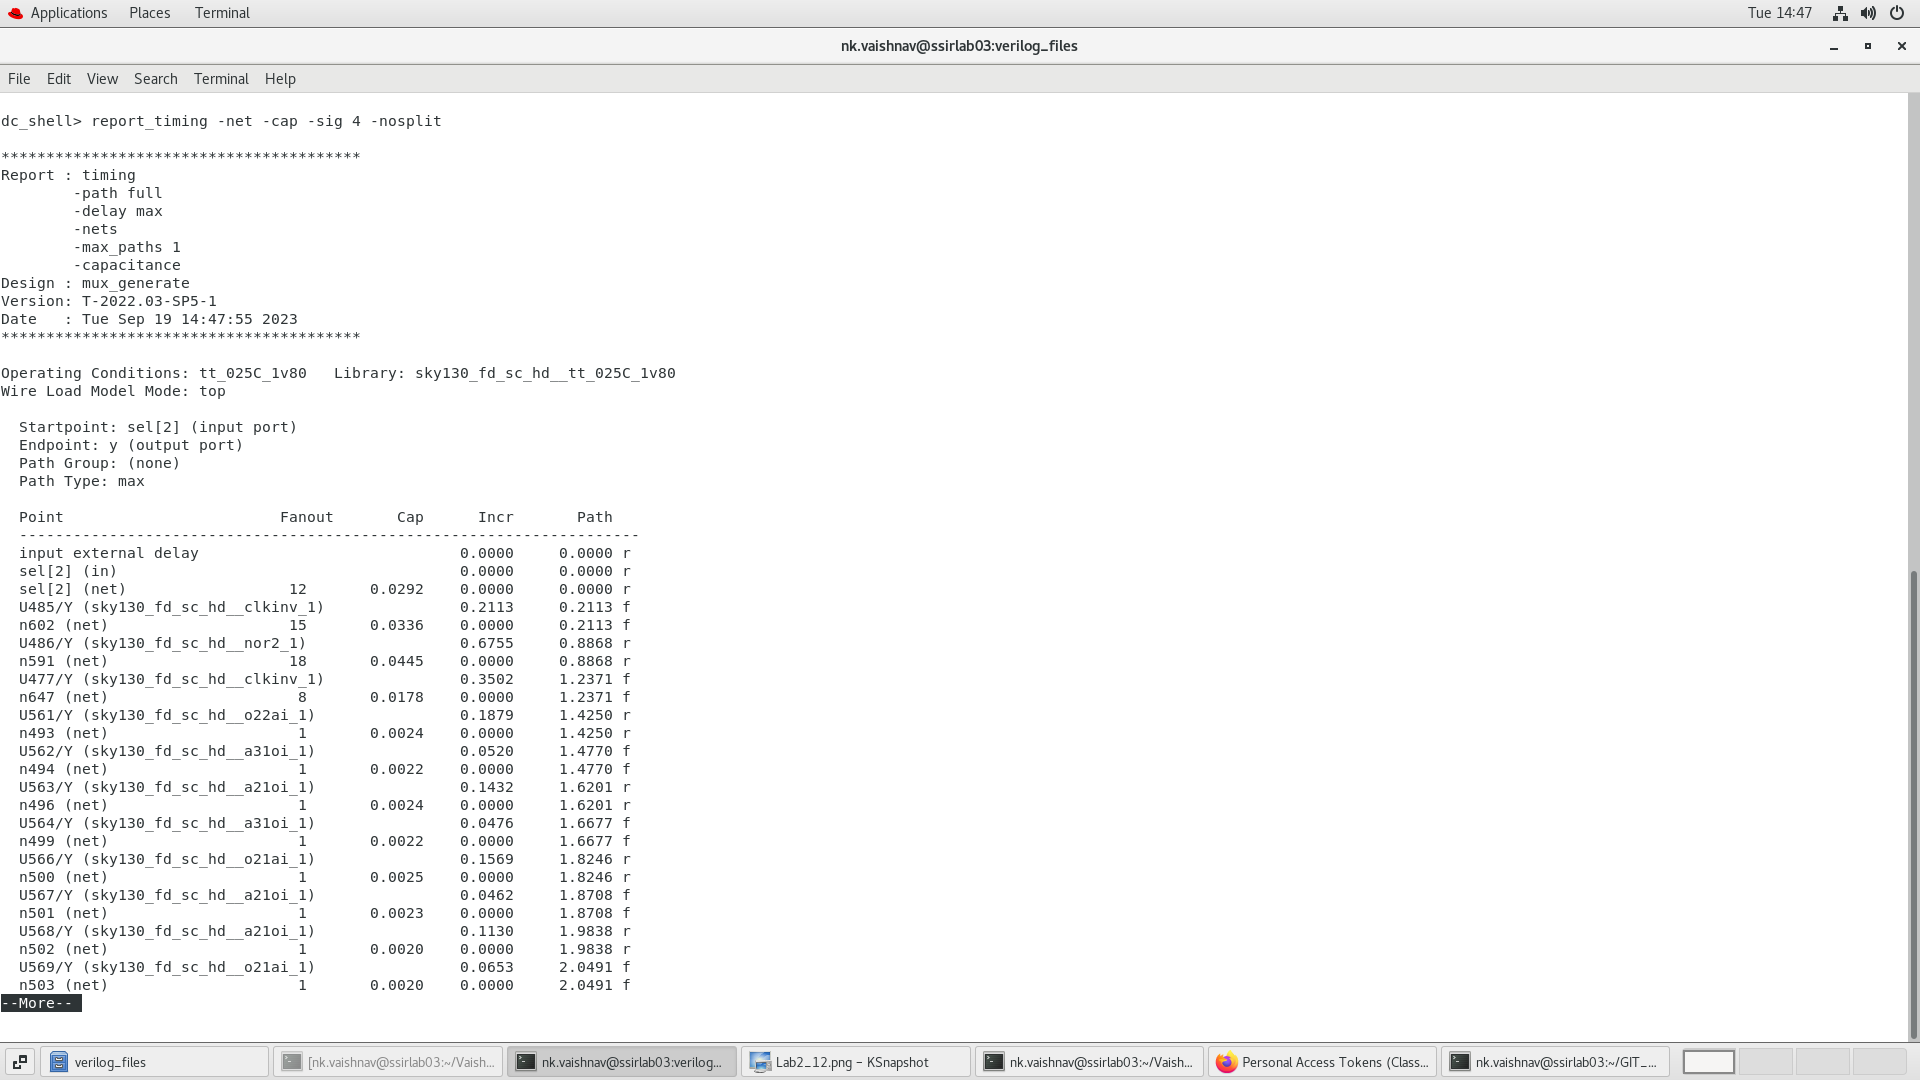 Applications Places Terminal Tue 14:47
nk.vaishnav@ssirlab03:verilog_files
File Edit View Search Terminal Help
dc_shell> report_timing -net -cap -sig 4 -nosplit
****************************************
Report : timing
        -path full
        -delay max
        -nets
        -max_paths 1
        -capacitance
Design : mux_generate
Version: T-2022.03-SP5-1
Date   : Tue Sep 19 14:47:55 2023
****************************************
Operating Conditions: tt_025C_1v80   Library: sky130_fd_sc_hd__tt_025C_1v80
Wire Load Model Mode: top
  Startpoint: sel[2] (input port)
  Endpoint: y (output port)
  Path Group: (none)
  Path Type: max
  Point                        Fanout       Cap      Incr       Path
  ---------------------------------------------------------------------
  input external delay                             0.0000     0.0000 r
  sel[2] (in)                                      0.0000     0.0000 r
  sel[2] (net)                  12       0.0292    0.0000     0.0000 r
  U485/Y (sky130_fd_sc_hd__clkinv_1)               0.2113     0.2113 f
  n602 (net)                    15       0.0336    0.0000     0.2113 f
  U486/Y (sky130_fd_sc_hd__nor2_1)                 0.6755     0.8868 r
  n591 (net)                    18       0.0445    0.0000     0.8868 r
  U477/Y (sky130_fd_sc_hd__clkinv_1)               0.3502     1.2371 f
  n647 (net)                     8       0.0178    0.0000     1.2371 f
  U561/Y (sky130_fd_sc_hd__o22ai_1)                0.1879     1.4250 r
  n493 (net)                     1       0.0024    0.0000     1.4250 r
  U562/Y (sky130_fd_sc_hd__a31oi_1)                0.0520     1.4770 f
  n494 (net)                     1       0.0022    0.0000     1.4770 f
  U563/Y (sky130_fd_sc_hd__a21oi_1)                0.1432     1.6201 r
  n496 (net)                     1       0.0024    0.0000     1.6201 r
  U564/Y (sky130_fd_sc_hd__a31oi_1)                0.0476     1.6677 f
  n499 (net)                     1       0.0022    0.0000     1.6677 f
  U566/Y (sky130_fd_sc_hd__o21ai_1)                0.1569     1.8246 r
  n500 (net)                     1       0.0025    0.0000     1.8246 r
  U567/Y (sky130_fd_sc_hd__a21oi_1)                0.0462     1.8708 f
  n501 (net)                     1       0.0023    0.0000     1.8708 f
  U568/Y (sky130_fd_sc_hd__a21oi_1)                0.1130     1.9838 r
  n502 (net)                     1       0.0020    0.0000     1.9838 r
  U569/Y (sky130_fd_sc_hd__o21ai_1)                0.0653     2.0491 f
  n503 (net)                     1       0.0020    0.0000     2.0491 f
--More--
verilog_files [nk.vaishnav@ssirlab03:~/Vaish... nk.vaishnav@ssirlab03:verilog... Lab2_12.png – KSnapshot nk.vaishnav@ssirlab03:~/Vaish... Personal Access Tokens (Class... nk.vaishnav@ssirlab03:~/GIT_...